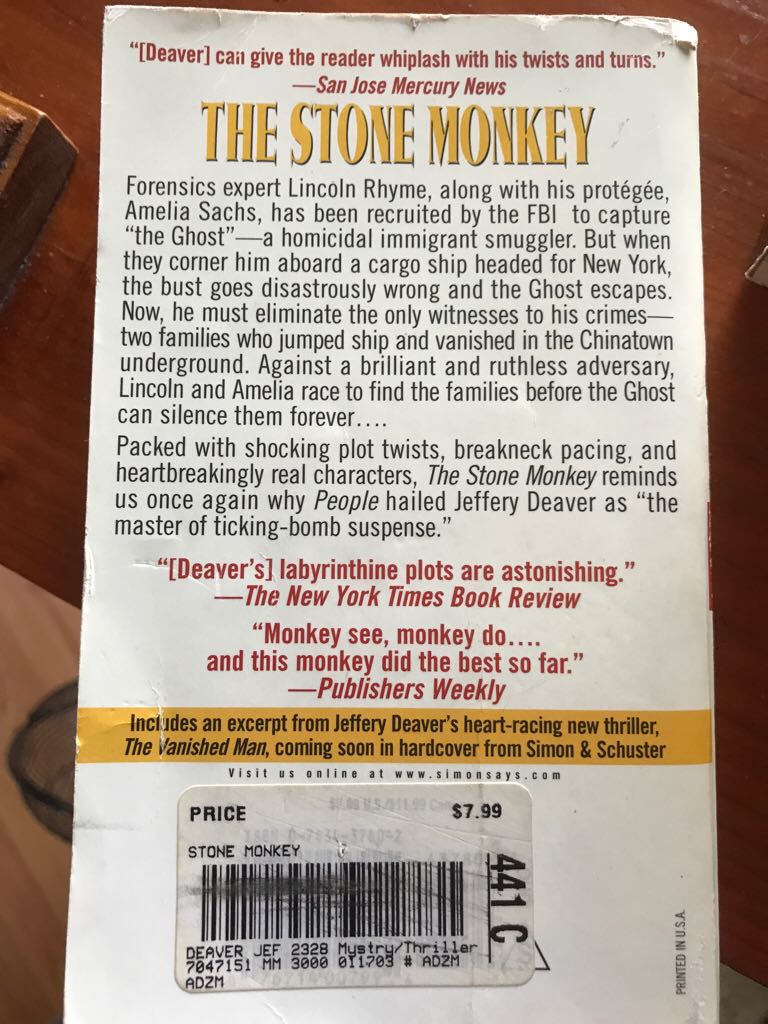 “[Deaver] can give the reader whiplash with his twists and turns.”
—San Jose Mercury News
THE STONE MONKEY
Forensics expert Lincoln Rhyme, along with his protégée,
Amelia Sachs, has been recruited by the FBI to capture
“the Ghost”—a homicidal immigrant smuggler. But when
they corner him aboard a cargo ship headed for New York,
the bust goes disastrously wrong and the Ghost escapes.
Now, he must eliminate the only witnesses to his crimes—
two families who jumped ship and vanished in the Chinatown
underground. Against a brilliant and ruthless adversary,
Lincoln and Amelia race to find the families before the Ghost
can silence them forever....
Packed with shocking plot twists, breakneck pacing, and
heartbreakingly real characters, The Stone Monkey reminds
us once again why People hailed Jeffery Deaver as “the
master of ticking-bomb suspense.”
“[Deaver’s] labyrinthine plots are astonishing.”
—The New York Times Book Review
“Monkey see, monkey do....
and this monkey did the best so far.”
—Publishers Weekly
Includes an excerpt from Jeffery Deaver’s heart-racing new thriller,
The Vanished Man, coming soon in hardcover from Simon & Schuster
Visit us online at www.simonsays.com
PRICE $7.99
STONE MONKEY
441 C
DEAVER JEF 2328 Mystry/Thriller
7047151 MM 3000 011703 # ADZM
ADZM
PRINTED IN U.S.A.